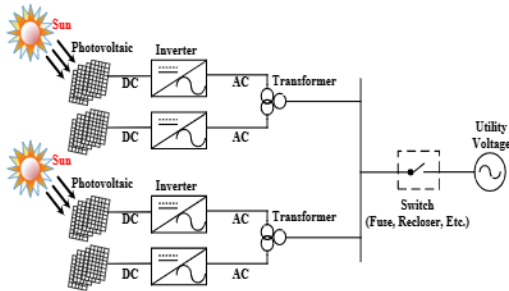 Sun
Photovoltaic
Inverter
DC
AC
Transformer
DC
AC
Utility
Voltage
Sun
Photovoltaic
Inverter
Switch
(Fuse, Recloser, Etc.)
DC
AC
Transformer
DC
AC